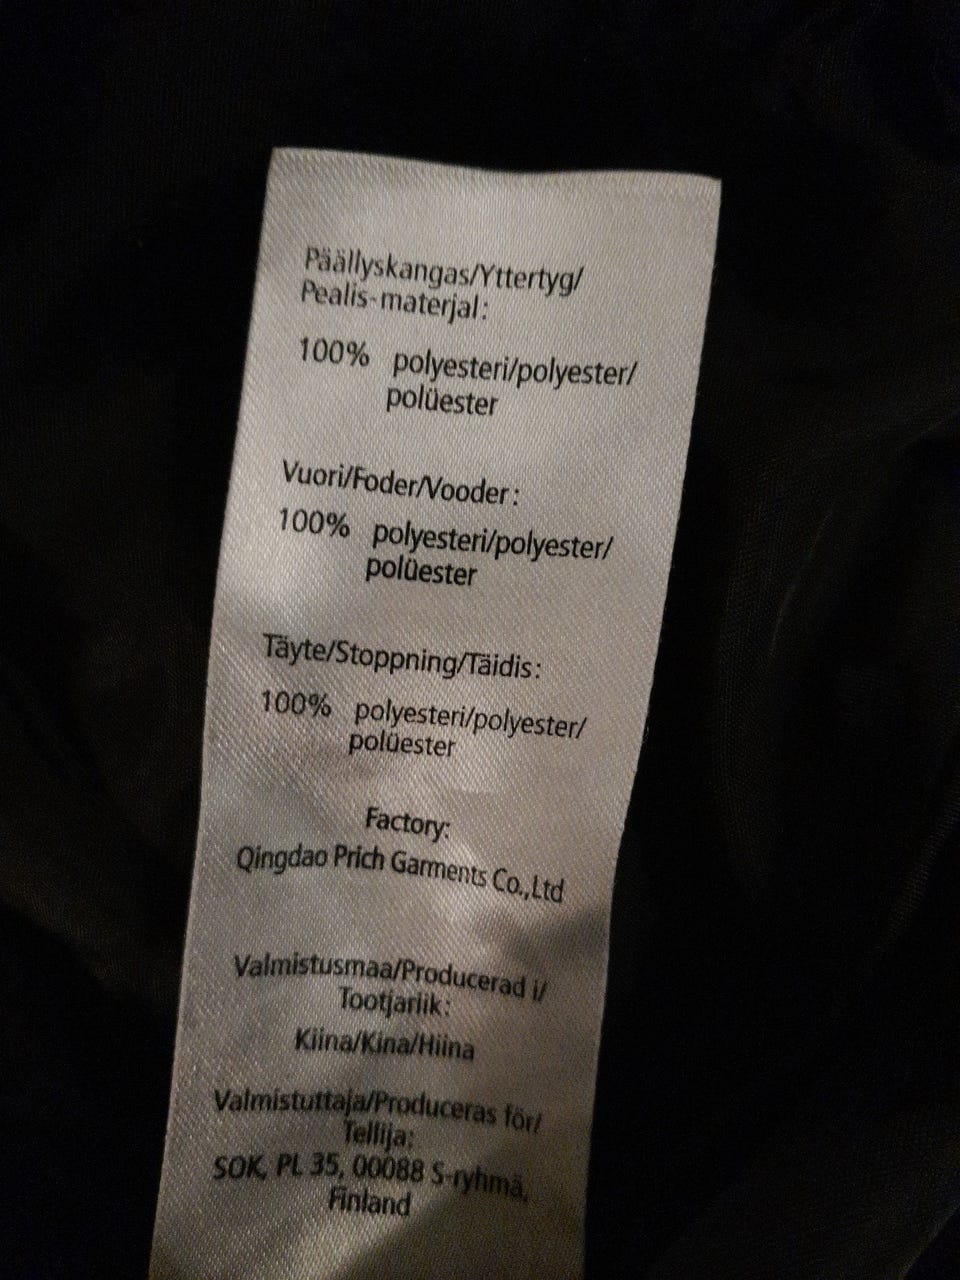 Päällyskangas/Yttertyg/
Pealis-materjal:
100% polyesteri/polyester/
polüester
Vuori/Foder/Vooder:
100% polyesteri/polyester/
polüester
Täyte/Stoppning/Täidis:
100% polyesteri/polyester/
polüester
Factory:
Qingdao Prich Garments Co.,Ltd
Valmistusmaa/Producerad i/
Tootjariik:
Kiina/Kina/Hiina
Valmistuttaja/Produceras för/
Tellija:
SOK, PL 35, 00088 S-ryhmä,
Finland